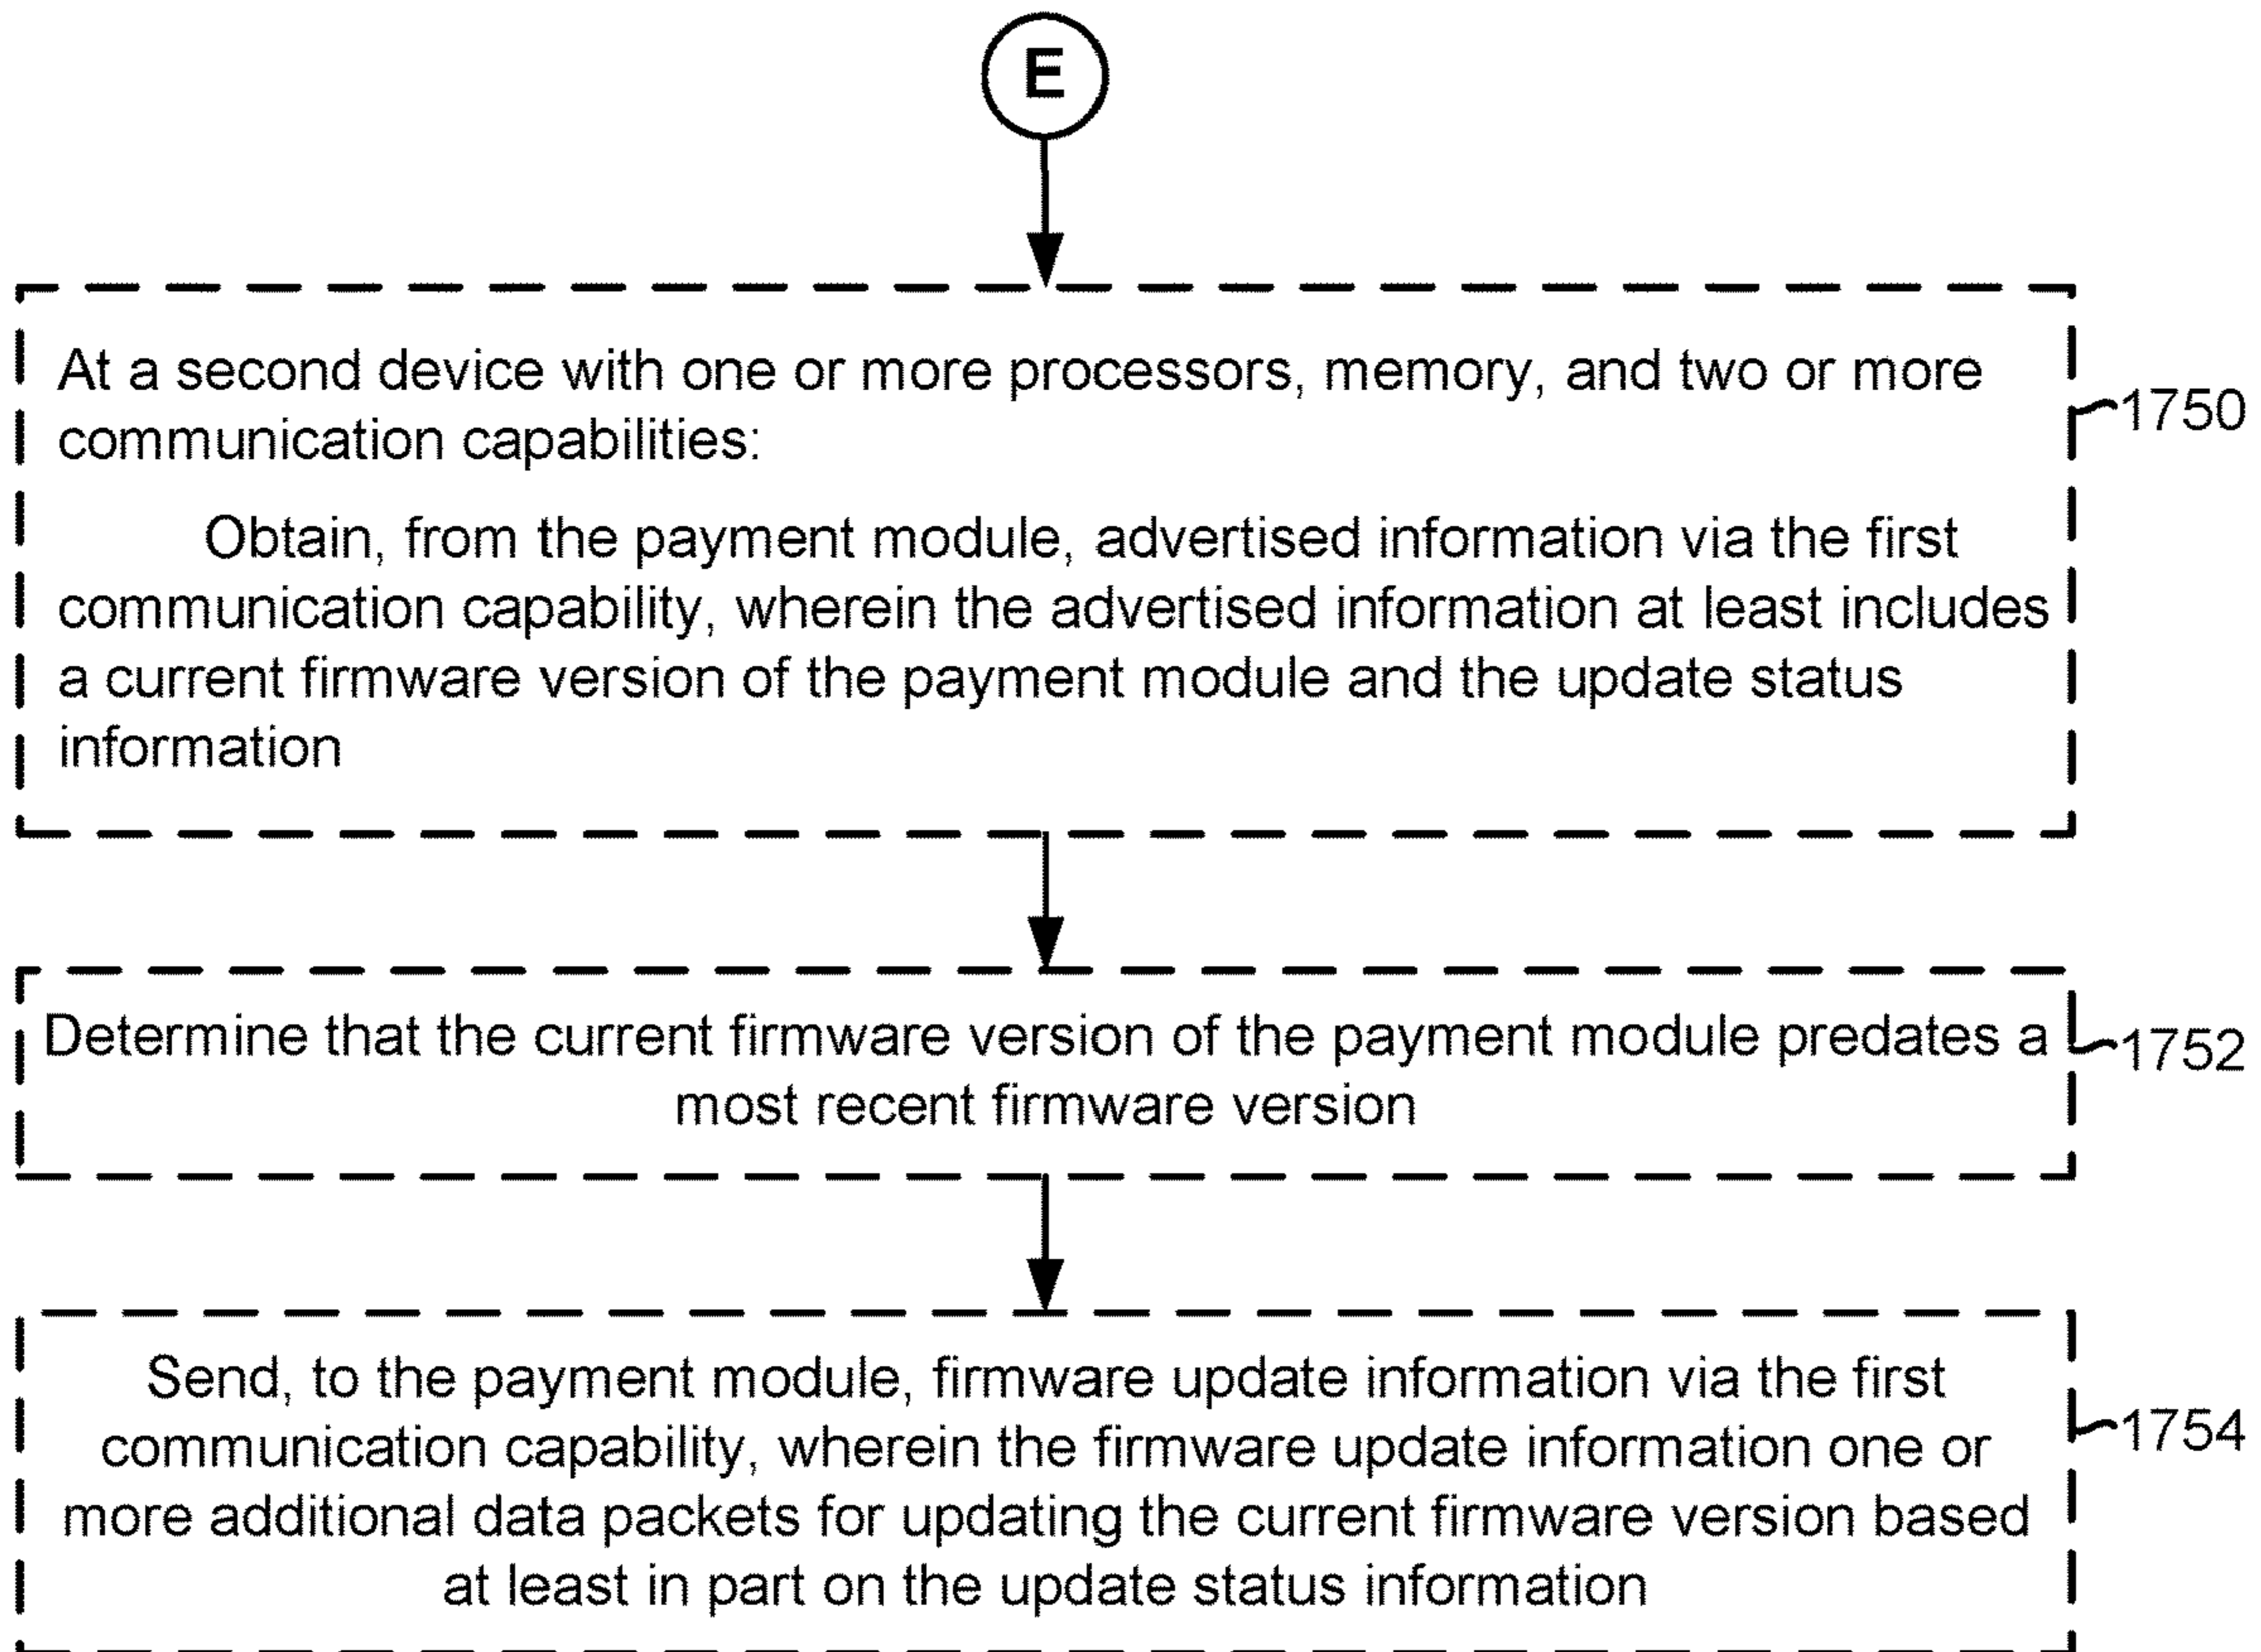 E
At a second device with one or more processors, memory, and two or more
communication capabilities:
1750
Obtain, from the payment module, advertised information via the first
communication capability, wherein the advertised information at least includes
a current firmware version of the payment module and the update status
information
Determine that the current firmware version of the payment module predates a
most recent firmware version
1752
Send, to the payment module, firmware update information via the first
communication capability, wherein the firmware update information one or
more additional data packets for updating the current firmware version based
at least in part on the update status information
1754